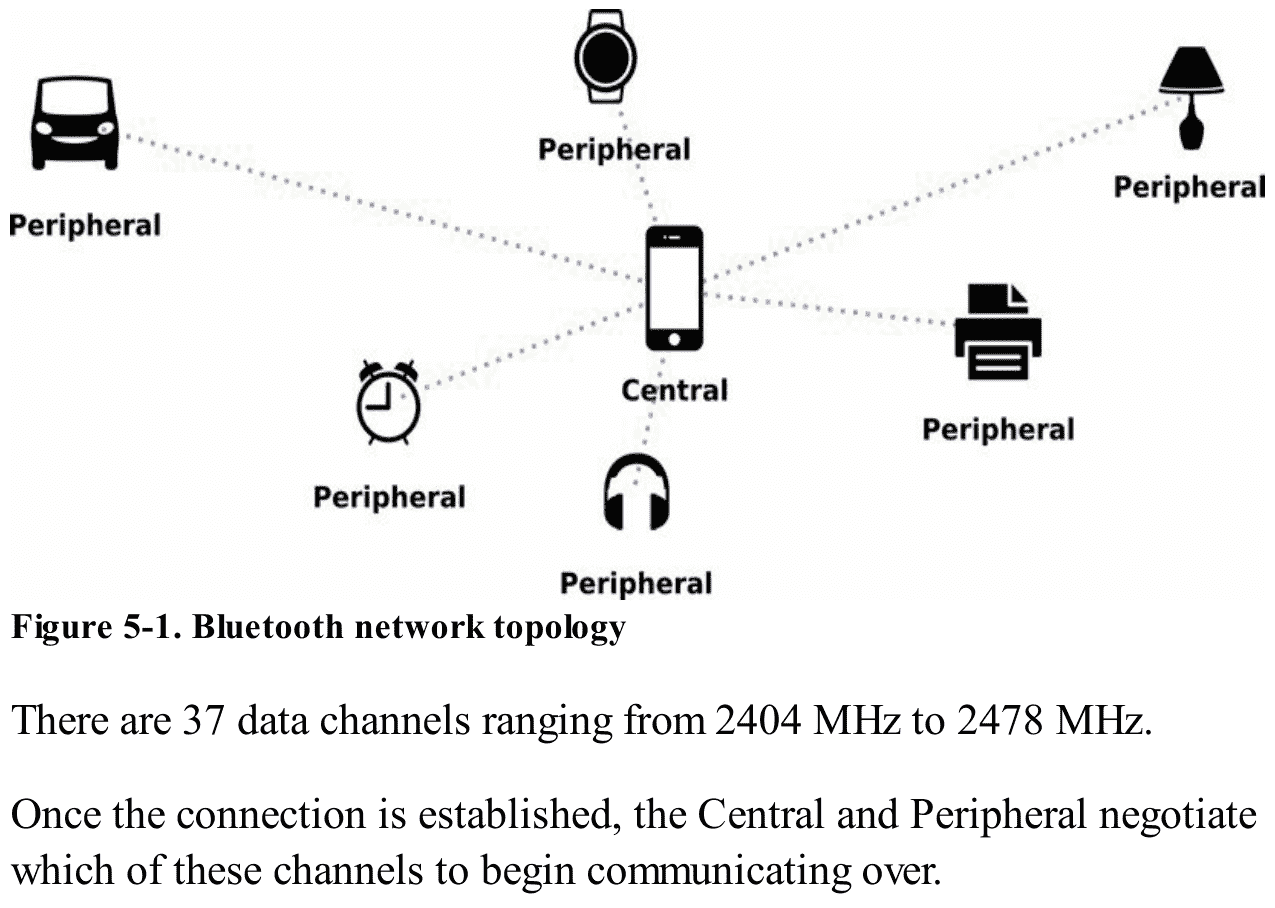 Peripheral
Peripheral
Peripheral
Central
Peripheral
Peripheral
Peripheral
Figure 5-1. Bluetooth network topology
There are 37 data channels ranging from 2404 MHz to 2478 MHz.
Once the connection is established, the Central and Peripheral negotiate
which of these channels to begin communicating over.